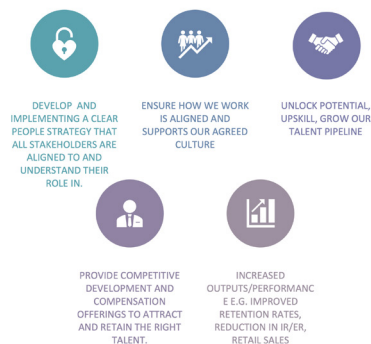 DEVELOP AND
IMPLEMENTING A CLEAR
PEOPLE STRATEGY THAT
ALL STAKEHOLDERS ARE
ALIGNED TO AND
UNDERSTAND THEIR
ROLE IN.
ENSURE HOW WE WORK
IS ALIGNED AND
SUPPORTS OUR AGREED
CULTURE
UNLOCK POTENTIAL,
UPSKILL, GROW OUR
TALENT PIPELINE
PROVIDE COMPETITIVE
DEVELOPMENT AND
COMPENSATION
OFFERINGS TO ATTRACT
AND RETAIN THE RIGHT
TALENT.
INCREASED
OUTPUTS/PERFORMANC
E E.G. IMPROVED
RETENTION RATES,
REDUCTION IN IR/ER,
RETAIL SALES